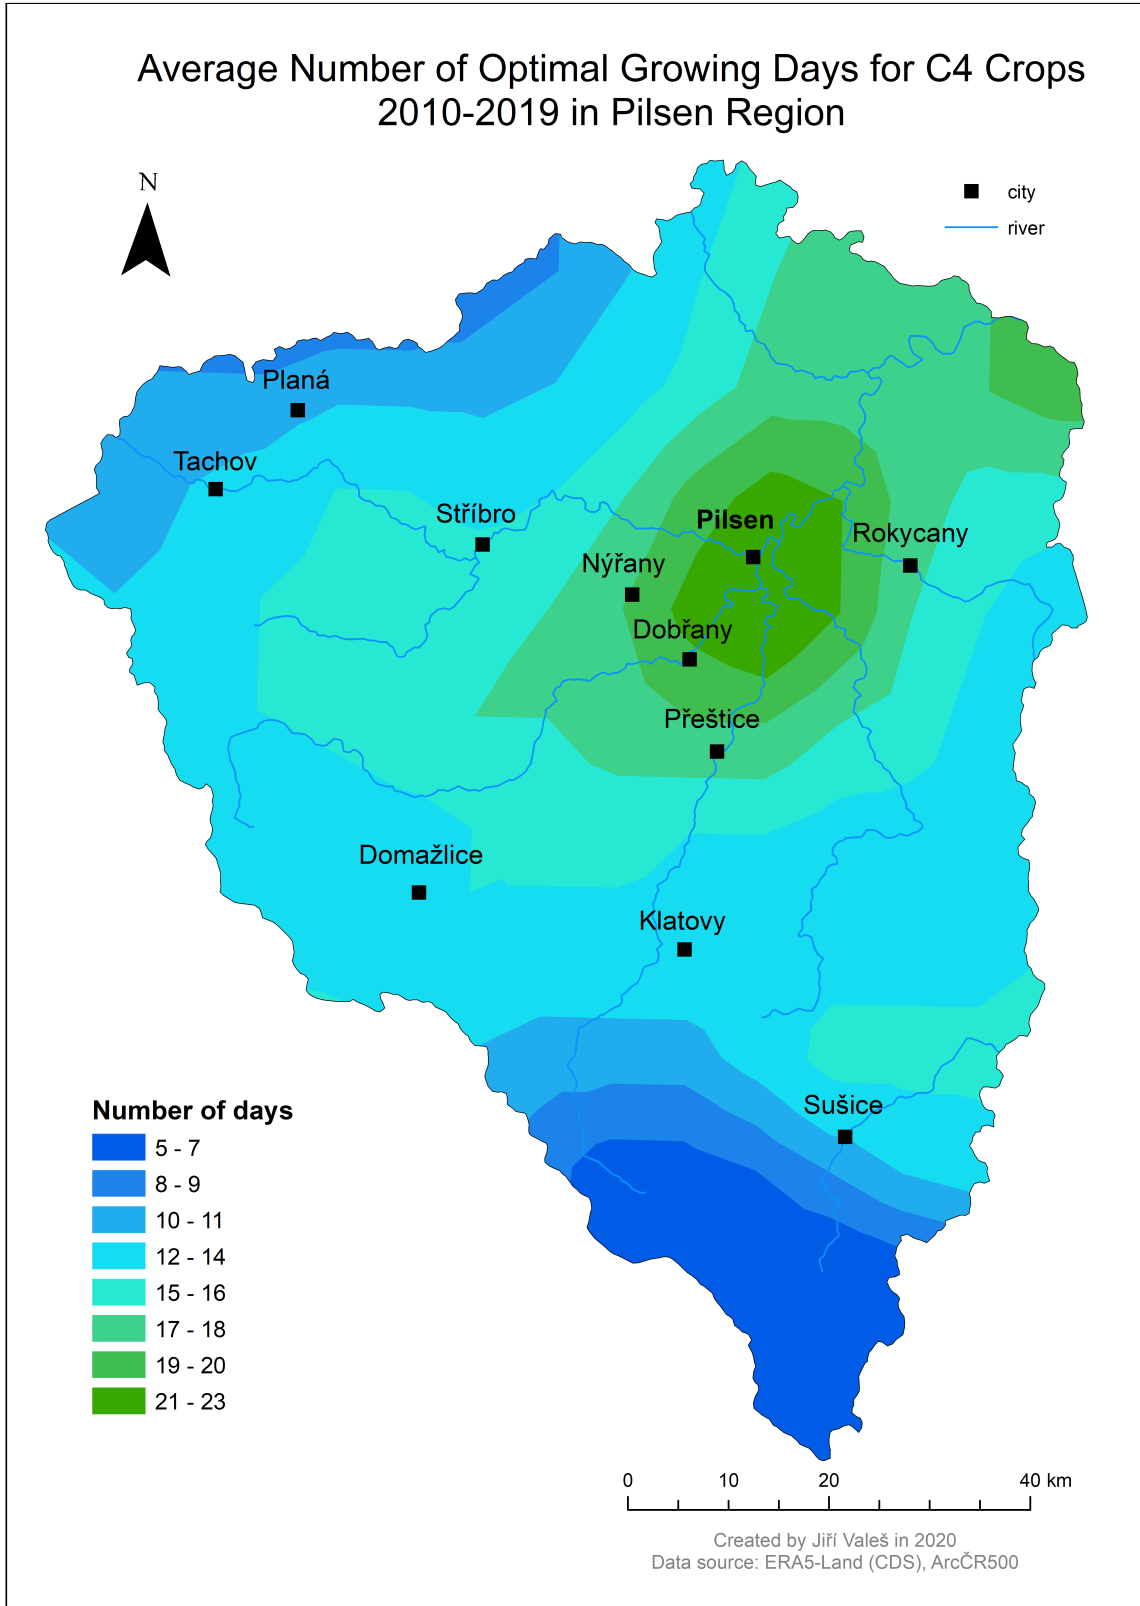 Average Number of Optimal Growing Days for C4 Crops
2010-2019 in Pilsen Region
N
city
river
Planá
Tachov
Stříbro
Pilsen
Rokycany
Nýřany
Dobřany
Přeštice
Domažlice
Klatovy
Sušice
Number of days
5 - 7
8 - 9
10 - 11
12 - 14
15 - 16
17 - 18
19 - 20
21 - 23
0 10 20 40 km
Created by Jiří Valeš in 2020
Data source: ERA5-Land (CDS), ArcČR500